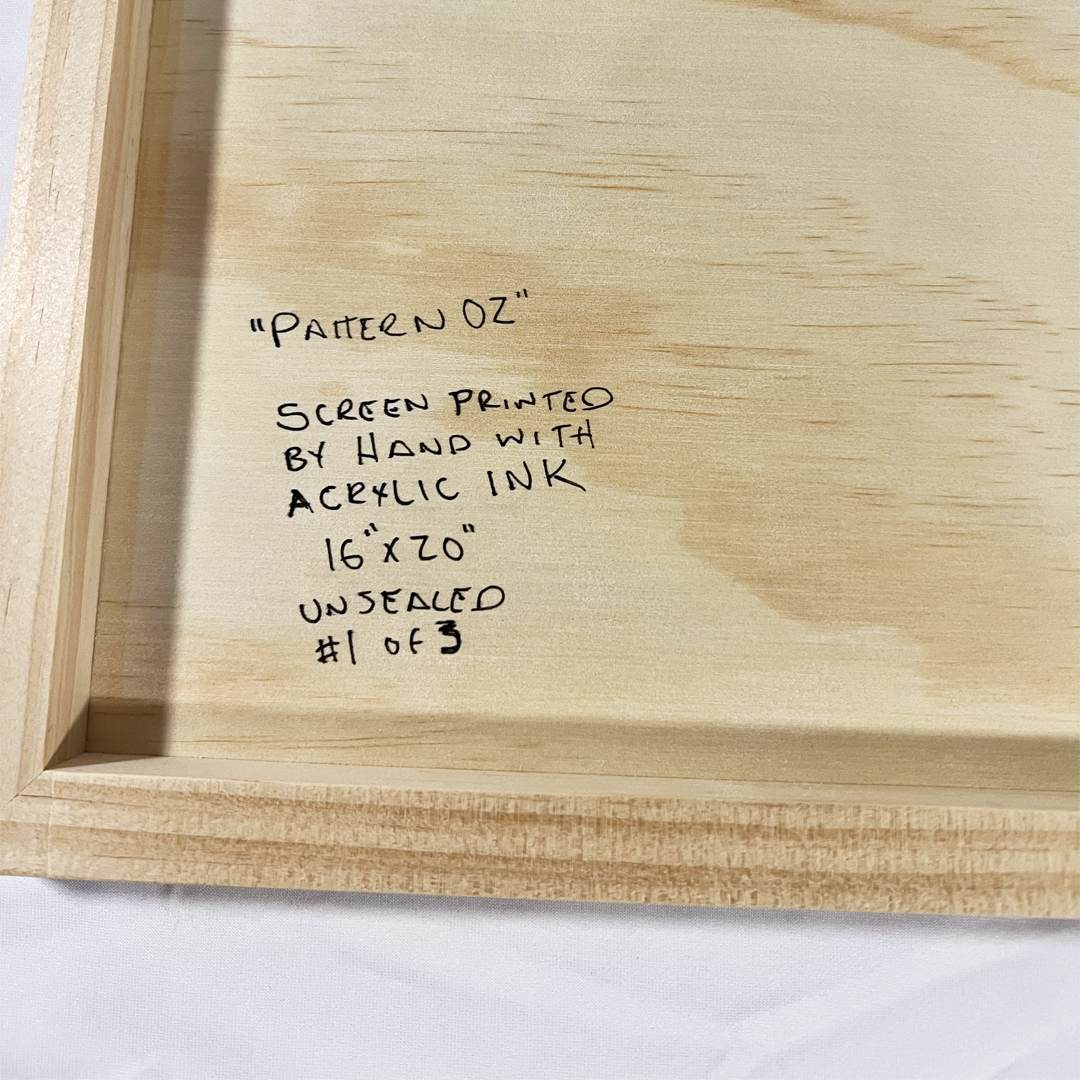 "PATTERN 02"
SCREEN PRINTED
BY HAND WITH
ACRYLIC INK
16"x20"
UNSEALED
#1 of 3